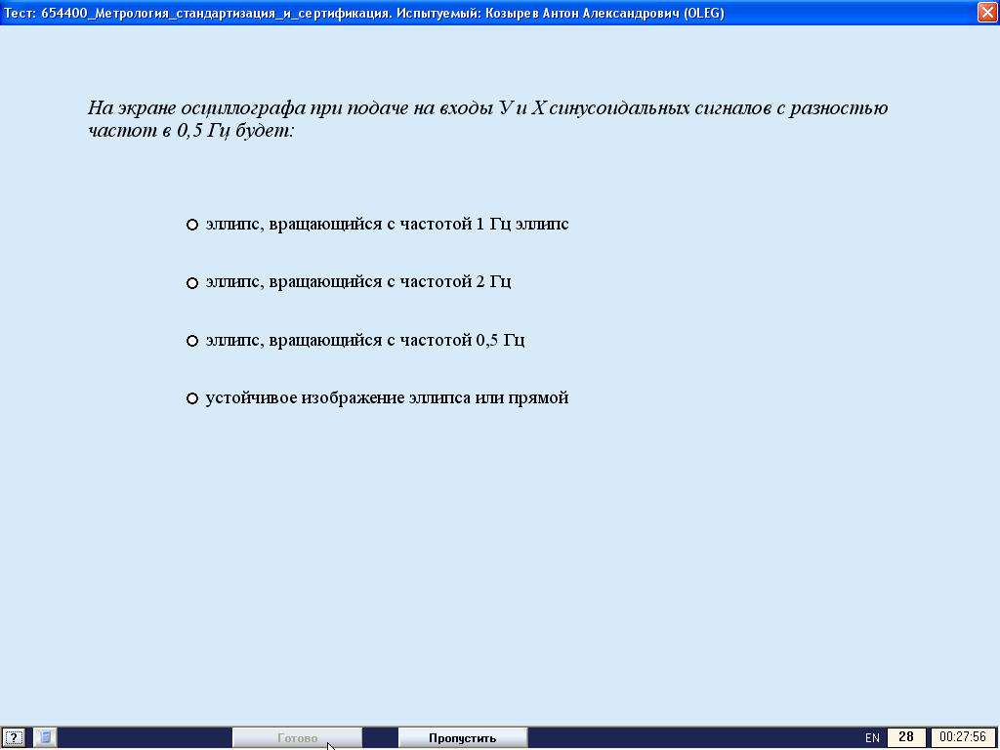 Тест: 654400_Метрология_стандартизация_и_сертификация. Испытуемый: Козырев Антон Александрович (OLEG)
На экране осциллографа при подаче на входы У и Х синусоидальных сигналов с разностью
частот в 0,5 Гц будет:
эллипс, вращающийся с частотой 1 Гц эллипс
эллипс, вращающийся с частотой 2 Гц
эллипс, вращающийся с частотой 0,5 Гц
устойчивое изображение эллипса или прямой
? Готово Пропустить EN 28 00:27:56